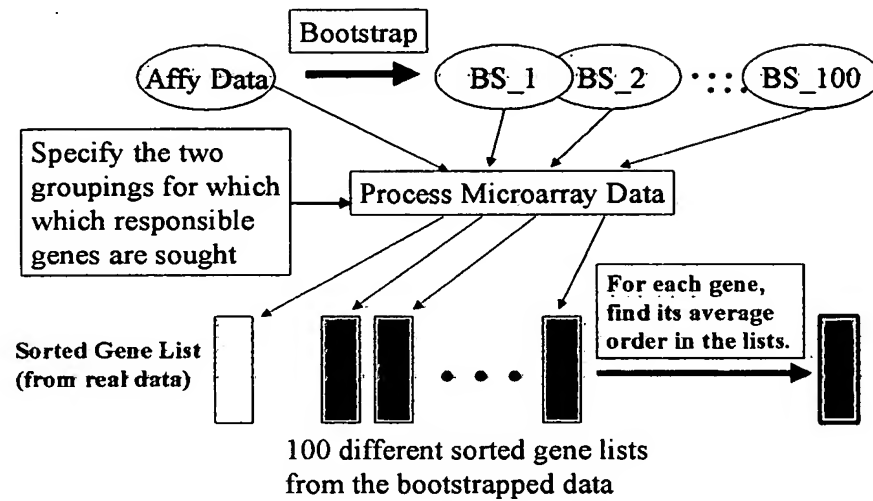 Bootstrap
Affy Data
BS_1
BS_2
BS_100
Specify the two
groupings for which
which responsible
genes are sought
Process Microarray Data
For each gene,
find its average
order in the lists.
Sorted Gene List
(from real data)
100 different sorted gene lists
from the bootstrapped data